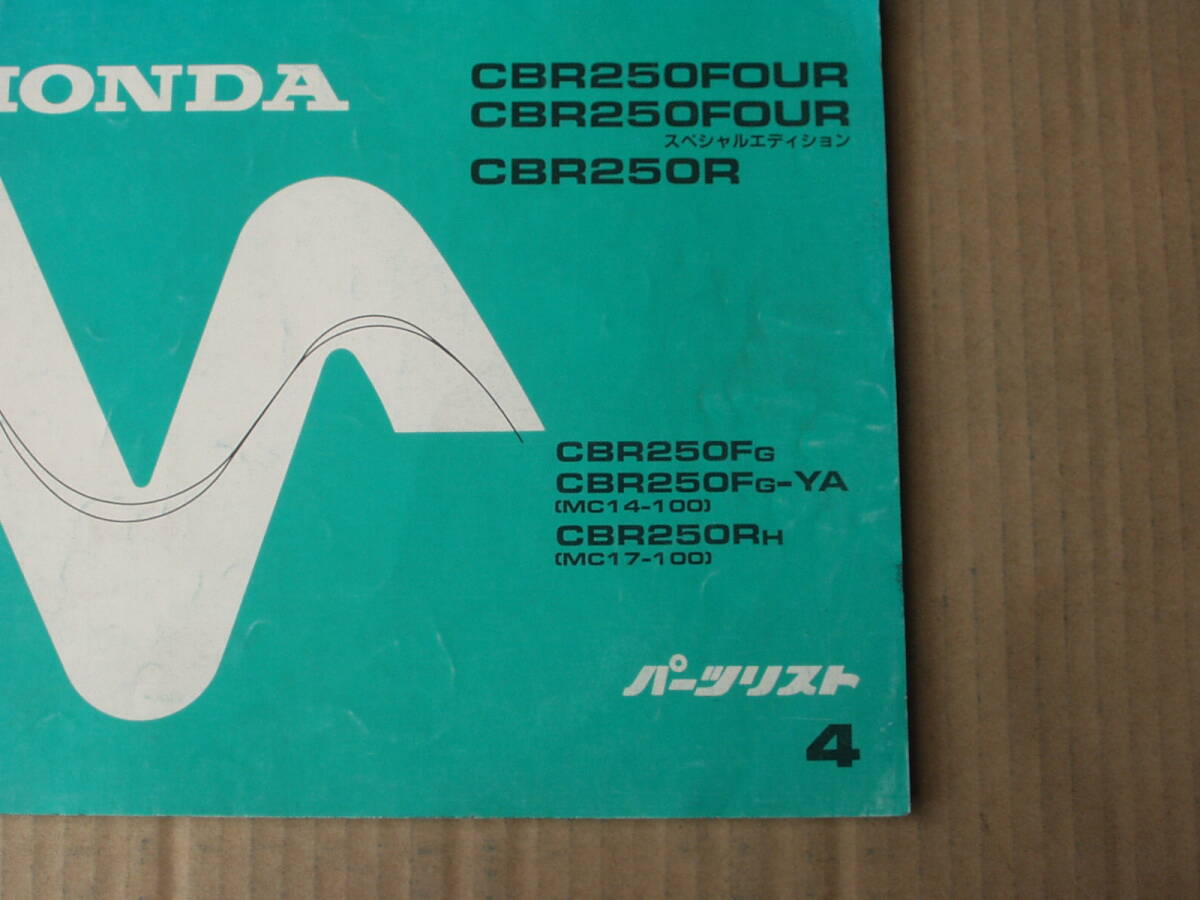 HONDA
CBR250FOUR
CBR250FOUR
スペシャルエディション
CBR250R
CBR250FG
CBR250FG-YA
(MC14-100)
CBR250RH
(MC17-100)
パーツリスト
4